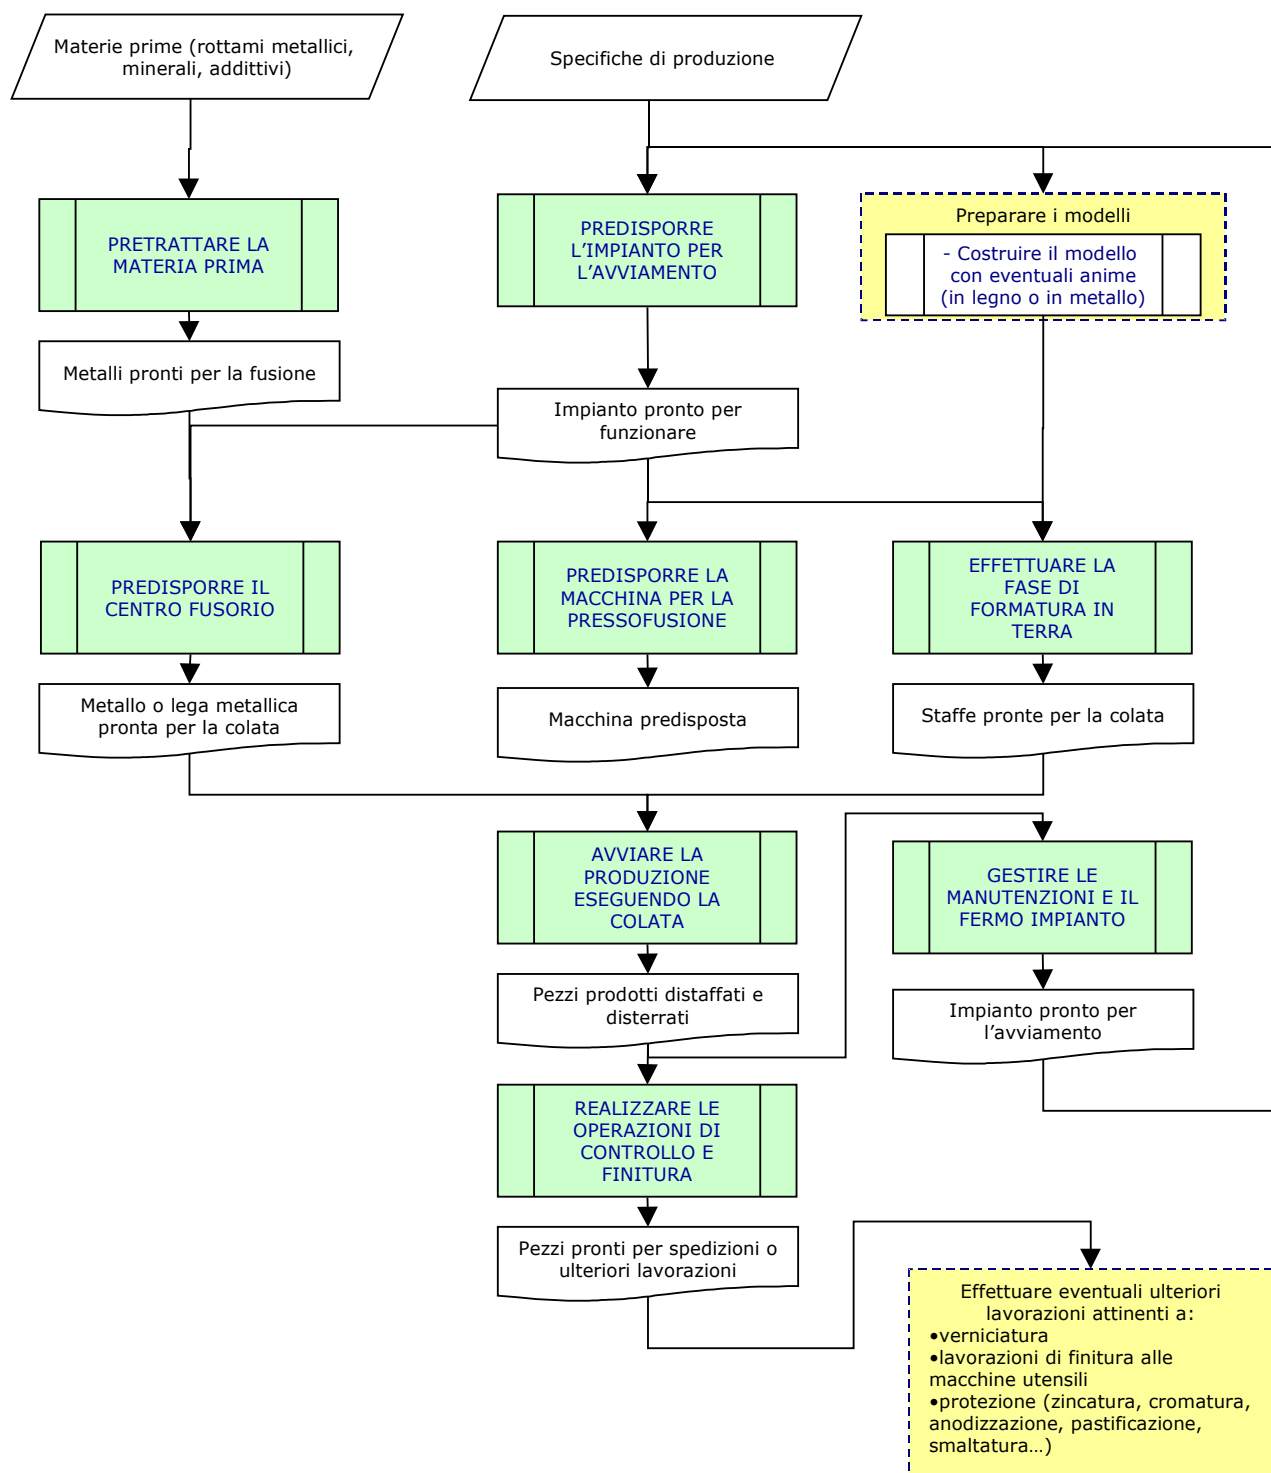 Materie prime (rottami metallici,
minerali, addittivi)
Specifiche di produzione
PRETRATTARE LA
MATERIA PRIMA
PREDISPORRE
L'IMPIANTO PER
L'AVVIAMENTO
Preparare i modelli
- Costruire il modello
con eventuali anime
(in legno o in metallo)
Metalli pronti per la fusione
Impianto pronto per
funzionare
PREDISPORRE IL
CENTRO FUSORIO
PREDISPORRE LA
MACCHINA PER LA
PRESSOFUSIONE
EFFETTUARE LA
FASE DI
FORMATURA IN
TERRA
Metallo o lega metallica
pronta per la colata
Macchina predisposta
Staffe pronte per la colata
AVVIARE LA
PRODUZIONE
ESEGUENDO LA
COLATA
GESTIRE LE
MANUTENZIONI E IL
FERMO IMPIANTO
Pezzi prodotti distaffati e
disterrati
Impianto pronto per
l'avviamento
REALIZZARE LE
OPERAZIONI DI
CONTROLLO E
FINITURA
Pezzi pronti per spedizioni o
ulteriori lavorazioni
Effettuare eventuali ulteriori
lavorazioni attinenti a:
•verniciatura
•lavorazioni di finitura alle
macchine utensili
•protezione (zincatura, cromatura,
anodizzazione, pastificazione,
smaltatura…)